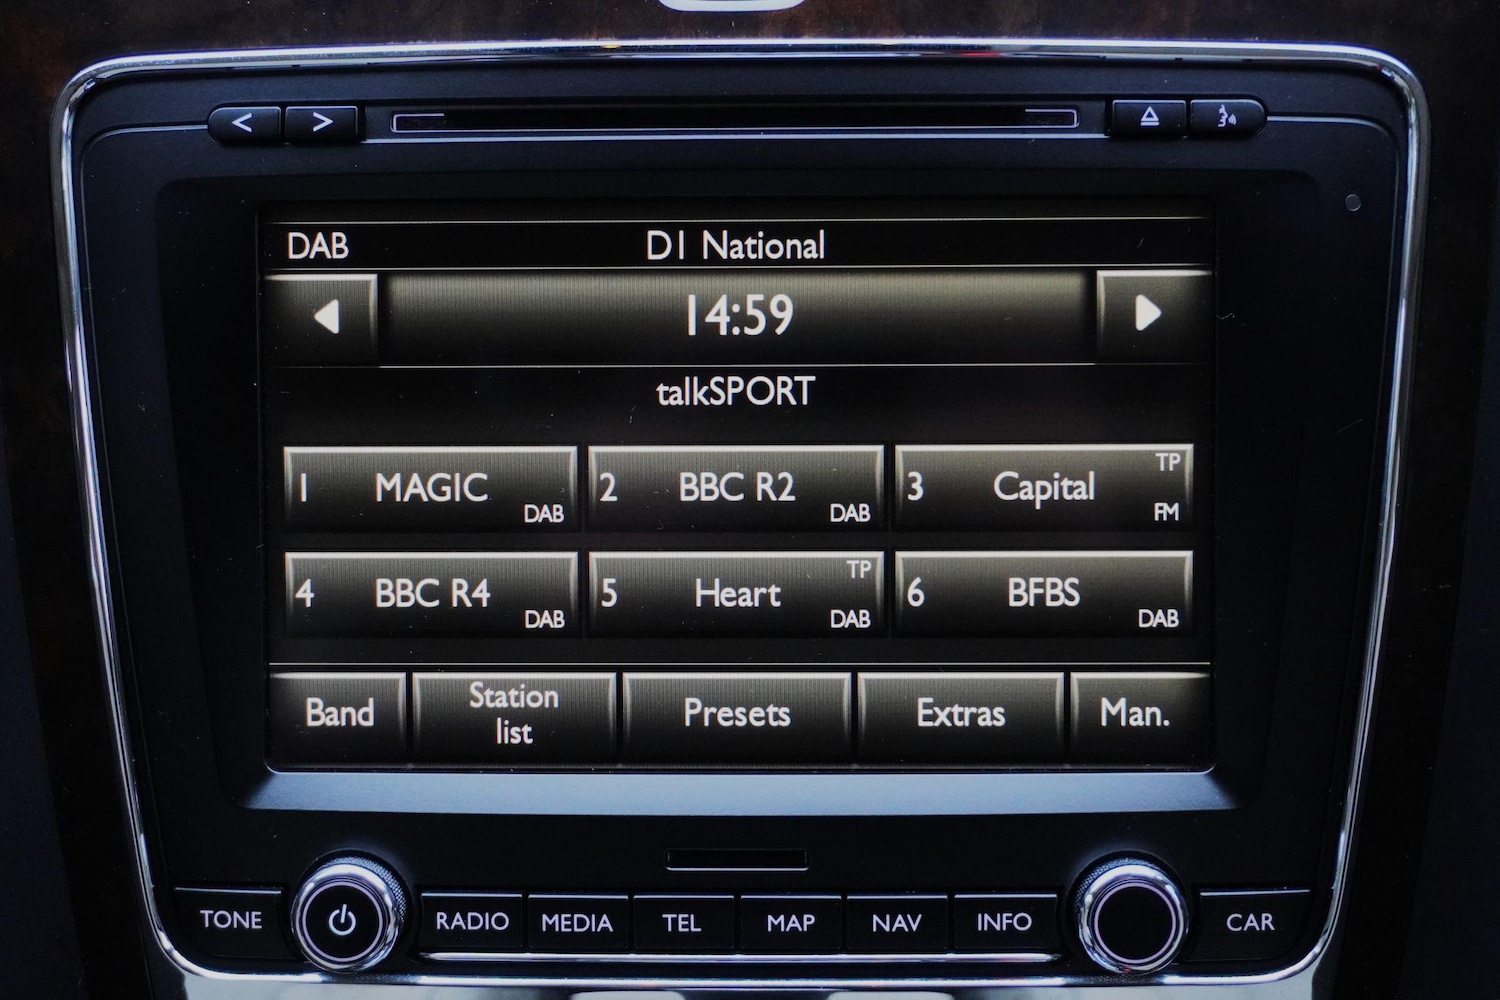 DAB D1 National
14:59
talkSPORT
1 MAGIC DAB
2 BBC R2 DAB
3 Capital TP FM
4 BBC R4 DAB
5 Heart TP DAB
6 BFBS DAB
Band
Station
list
Presets
Extras
Man.
TONE RADIO MEDIA TEL MAP NAV INFO CAR